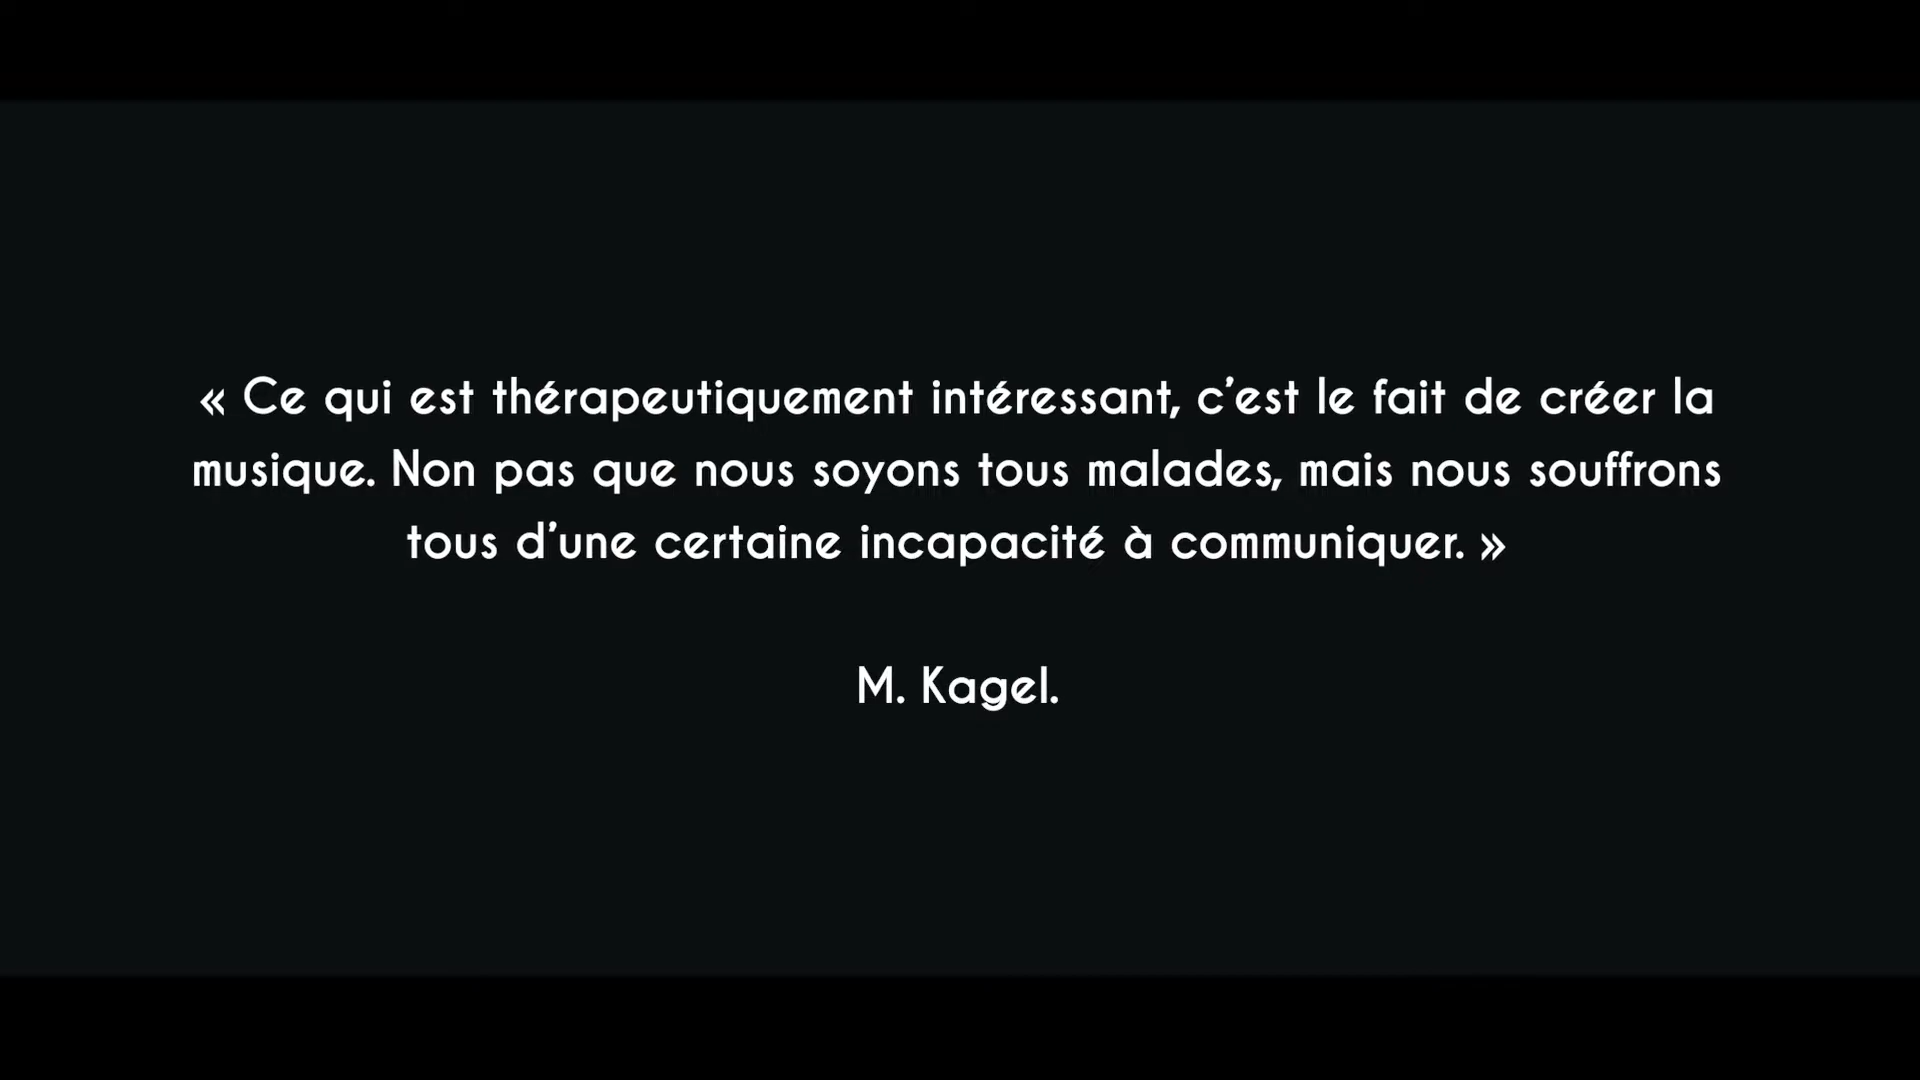 « Ce qui est thérapeutiquement intéressant, c’est le fait de créer la
musique. Non pas que nous soyons tous malades, mais nous souffrons
tous d’une certaine incapacité à communiquer. »
M. Kagel.